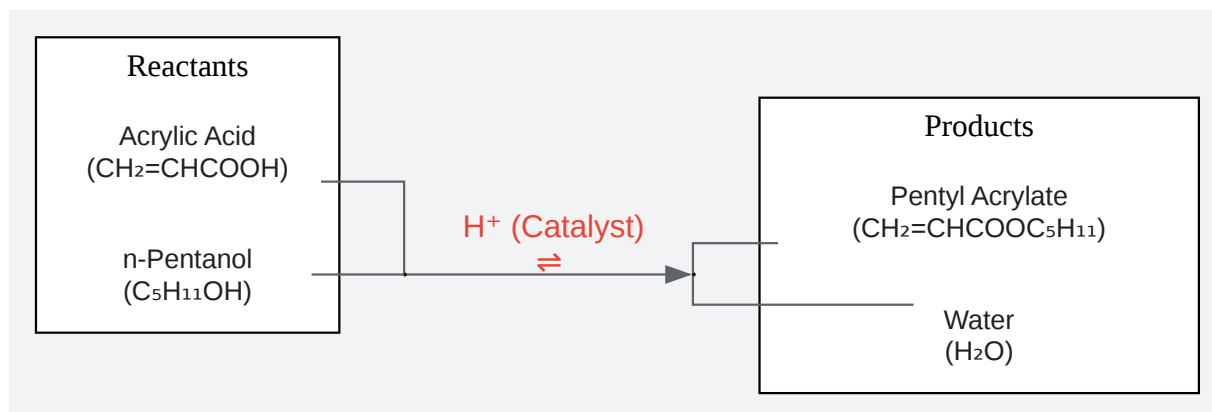 Reactants
Acrylic Acid
(CH₂=CHCOOH)
n-Pentanol
(C₅H₁₁OH)
H⁺ (Catalyst)
⇌
Products
Pentyl Acrylate
(CH₂=CHCOOC₅H₁₁)
Water
(H₂O)